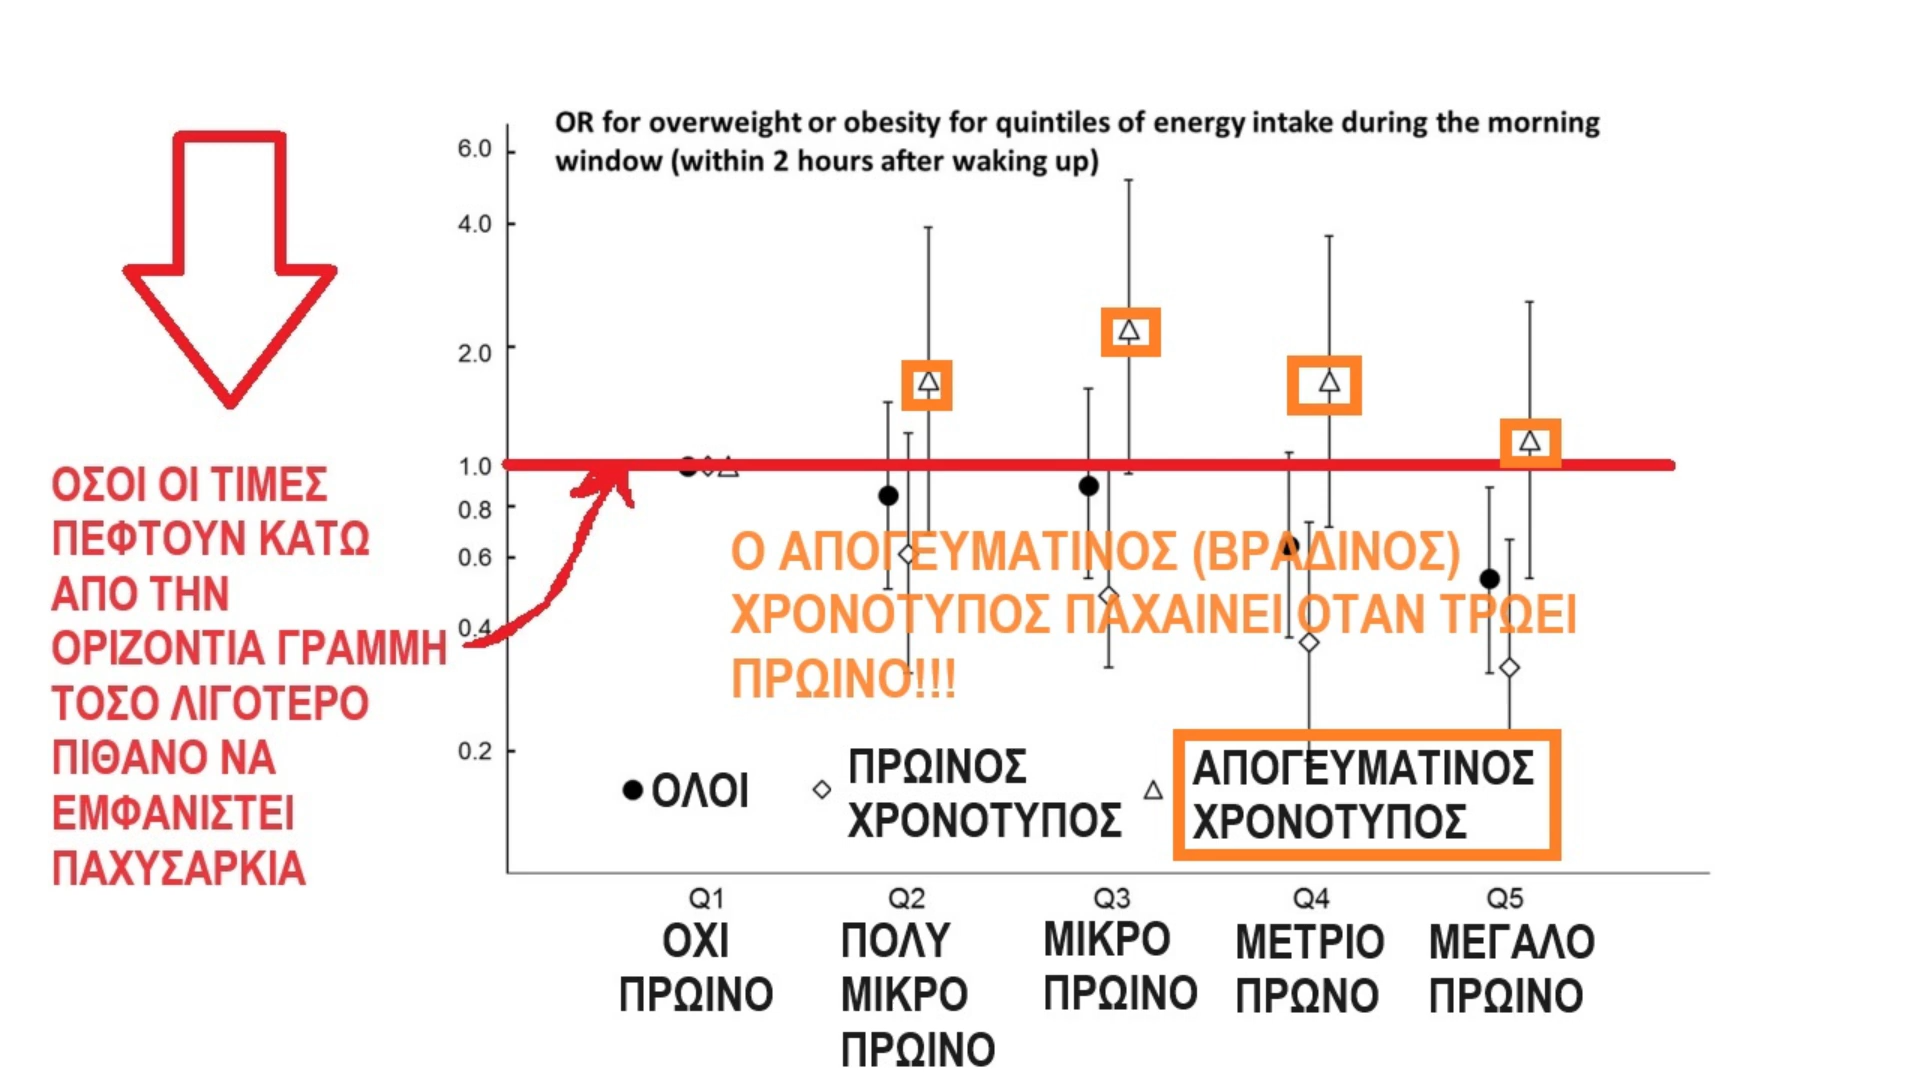 OR for overweight or obesity for quintiles of energy intake during the morning
window (within 2 hours after waking up)
6.0
4.0
2.0
1.0
0.8
0.6
0.4
0.2
ΟΣΟΙ ΟΙ ΤΙΜΕΣ
ΠΕΦΤΟΥΝ ΚΑΤΩ
ΑΠΟ ΤΗΝ
ΟΡΙΖΟΝΤΙΑ ΓΡΑΜΜΗ
ΤΟΣΟ ΛΙΓΟΤΕΡΟ
ΠΙΘΑΝΟ ΝΑ
ΕΜΦΑΝΙΣΤΕΙ
ΠΑΧΥΣΑΡΚΙΑ
Ο ΑΠΟΓΕΥΜΑΤΙΝΟΣ (ΒΡΑΔΙΝΟΣ)
ΧΡΟΝΟΤΥΠΟΣ ΠΑΧΑΙΝΕΙ ΟΤΑΝ ΤΡΩΕΙ
ΠΡΩΙΝΟ!!!
ΟΛΟΙ
ΠΡΩΙΝΟΣ
ΧΡΟΝΟΤΥΠΟΣ
ΑΠΟΓΕΥΜΑΤΙΝΟΣ
ΧΡΟΝΟΤΥΠΟΣ
Q1
ΟΧΙ
ΠΡΩΙΝΟ
Q2
ΠΟΛΥ
ΜΙΚΡΟ
ΠΡΩΙΝΟ
Q3
ΜΙΚΡΟ
ΠΡΩΙΝΟ
Q4
ΜΕΤΡΙΟ
ΠΡΩΝΟ
Q5
ΜΕΓΑΛΟ
ΠΡΩΙΝΟ